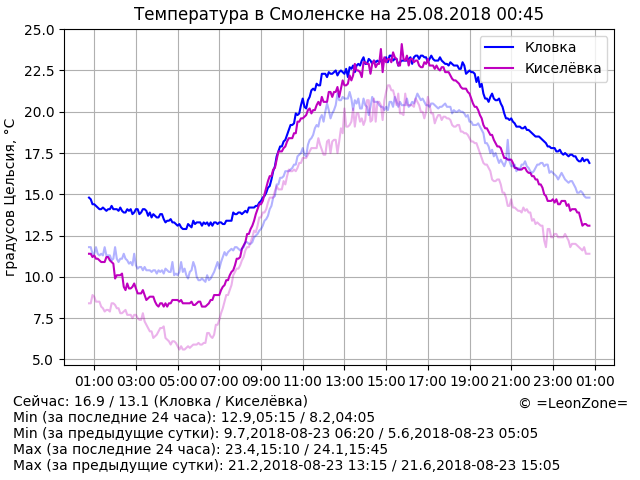 Температура в Смоленске на 25.08.2018 00:45
градусов Цельсия, °C
25.0
22.5
20.0
17.5
15.0
12.5
10.0
7.5
5.0
Кловка
Киселёвка
01:00 03:00 05:00 07:00 09:00 11:00 13:00 15:00 17:00 19:00 21:00 23:00 01:00
Сейчас: 16.9 / 13.1 (Кловка / Киселёвка)
© =LeonZone=
Min (за последние 24 часа): 12.9,05:15 / 8.2,04:05
Min (за предыдущие сутки): 9.7,2018-08-23 06:20 / 5.6,2018-08-23 05:05
Max (за последние 24 часа): 23.4,15:10 / 24.1,15:45
Max (за предыдущие сутки): 21.2,2018-08-23 13:15 / 21.6,2018-08-23 15:05